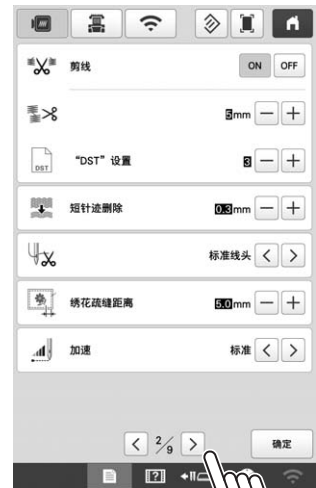 剪线 ON OFF
5mm
DST “DST”设置 3
短针迹删除 0.3mm
标准线头
绣花疏缝距离 5.0mm
加速 标准
2/9 确定